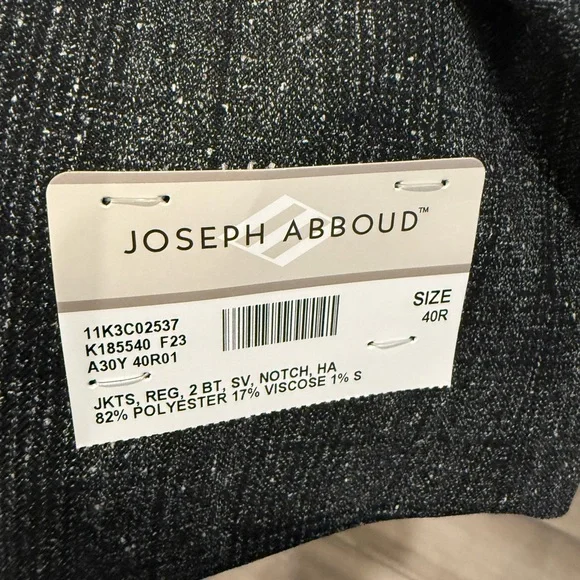 JOSEPH ABBOUD™
11K3C02537
K185540 F23
A30Y 40R01
SIZE
40R
JKTS, REG, 2 BT, SV, NOTCH, HA
82% POLYESTER 17% VISCOSE 1% S